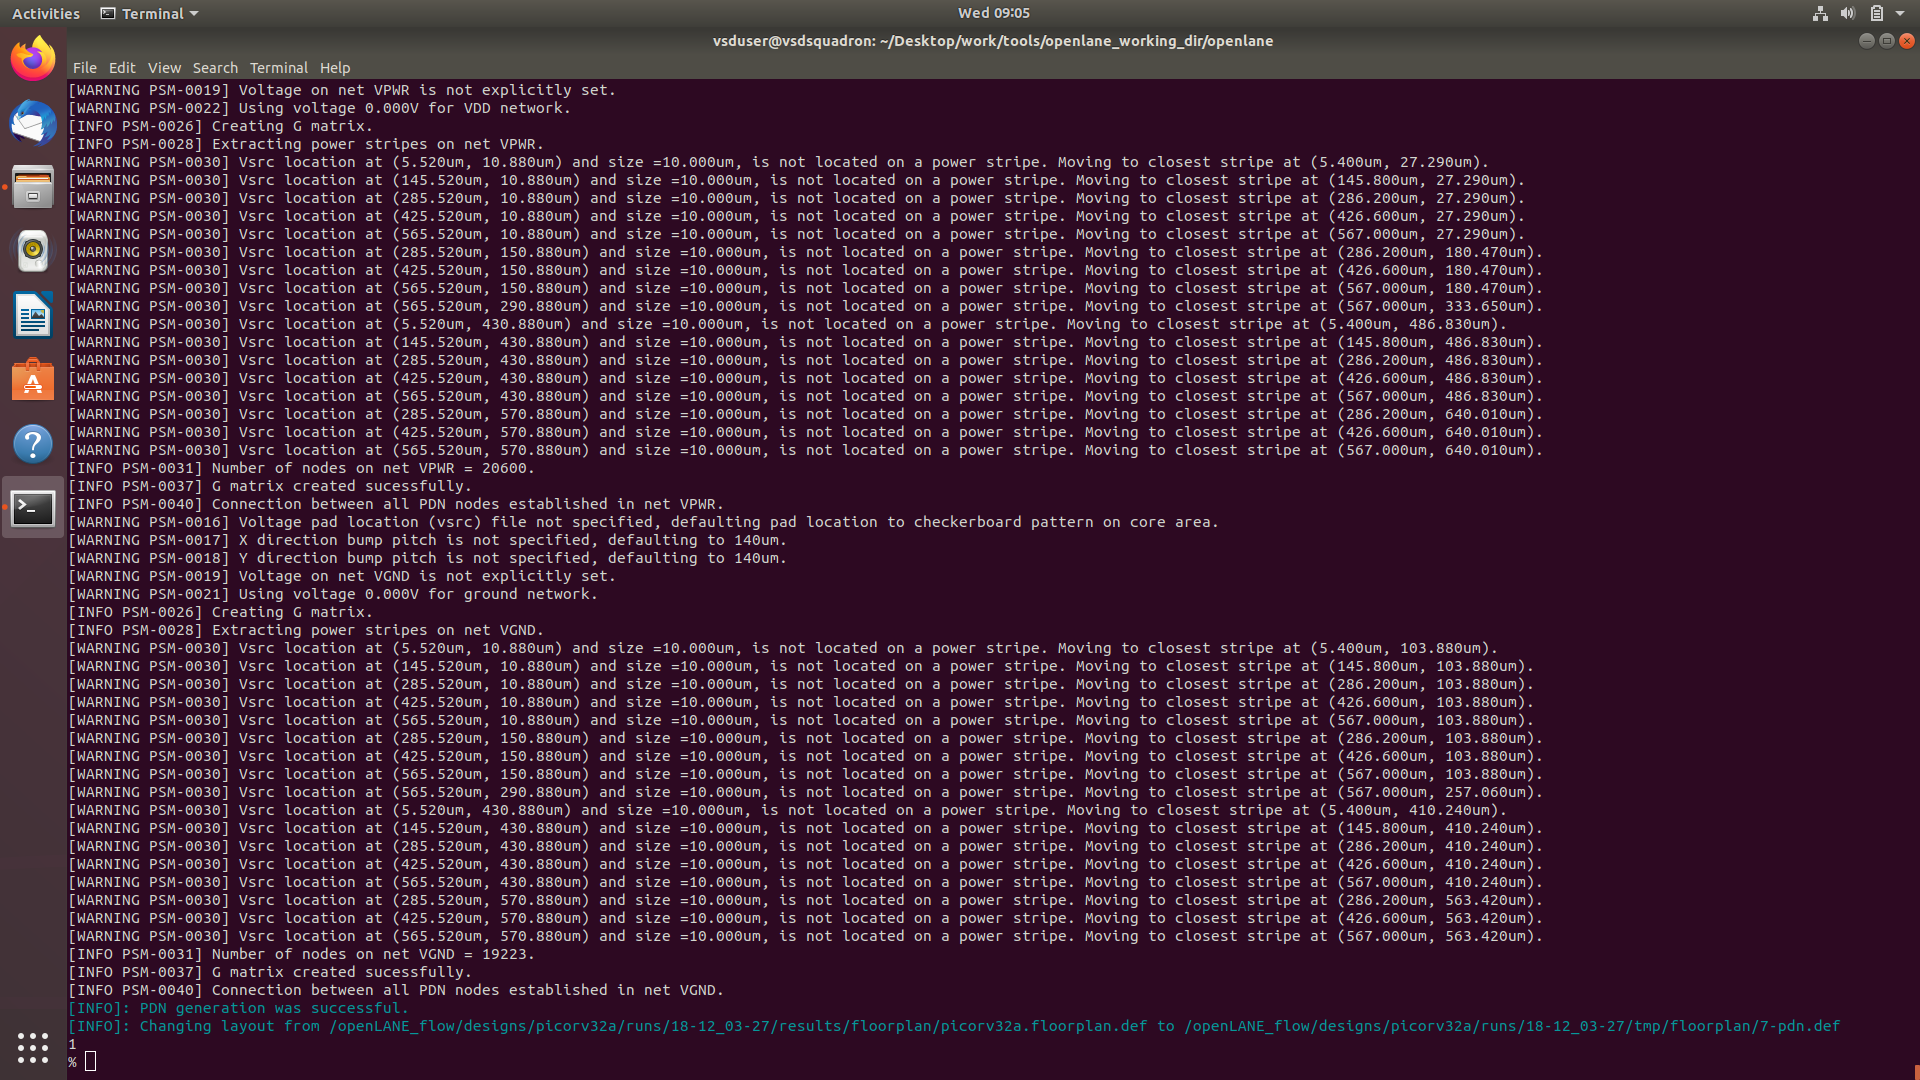 Activities Terminal Wed 09:05
vsduser@vsdsquadron: ~/Desktop/work/tools/openlane_working_dir/openlane
File Edit View Search Terminal Help
[WARNING PSM-0019] Voltage on net VPWR is not explicitly set.
[WARNING PSM-0022] Using voltage 0.000V for VDD network.
[INFO PSM-0026] Creating G matrix.
[INFO PSM-0028] Extracting power stripes on net VPWR.
[WARNING PSM-0030] Vsrc location at (5.520um, 10.880um) and size =10.000um, is not located on a power stripe. Moving to closest stripe at (5.400um, 27.290um).
[WARNING PSM-0030] Vsrc location at (145.520um, 10.880um) and size =10.000um, is not located on a power stripe. Moving to closest stripe at (145.800um, 27.290um).
[WARNING PSM-0030] Vsrc location at (285.520um, 10.880um) and size =10.000um, is not located on a power stripe. Moving to closest stripe at (286.200um, 27.290um).
[WARNING PSM-0030] Vsrc location at (425.520um, 10.880um) and size =10.000um, is not located on a power stripe. Moving to closest stripe at (426.600um, 27.290um).
[WARNING PSM-0030] Vsrc location at (565.520um, 10.880um) and size =10.000um, is not located on a power stripe. Moving to closest stripe at (567.000um, 27.290um).
[WARNING PSM-0030] Vsrc location at (285.520um, 150.880um) and size =10.000um, is not located on a power stripe. Moving to closest stripe at (286.200um, 180.470um).
[WARNING PSM-0030] Vsrc location at (425.520um, 150.880um) and size =10.000um, is not located on a power stripe. Moving to closest stripe at (426.600um, 180.470um).
[WARNING PSM-0030] Vsrc location at (565.520um, 150.880um) and size =10.000um, is not located on a power stripe. Moving to closest stripe at (567.000um, 180.470um).
[WARNING PSM-0030] Vsrc location at (565.520um, 290.880um) and size =10.000um, is not located on a power stripe. Moving to closest stripe at (567.000um, 333.650um).
[WARNING PSM-0030] Vsrc location at (5.520um, 430.880um) and size =10.000um, is not located on a power stripe. Moving to closest stripe at (5.400um, 486.830um).
[WARNING PSM-0030] Vsrc location at (145.520um, 430.880um) and size =10.000um, is not located on a power stripe. Moving to closest stripe at (145.800um, 486.830um).
[WARNING PSM-0030] Vsrc location at (285.520um, 430.880um) and size =10.000um, is not located on a power stripe. Moving to closest stripe at (286.200um, 486.830um).
[WARNING PSM-0030] Vsrc location at (425.520um, 430.880um) and size =10.000um, is not located on a power stripe. Moving to closest stripe at (426.600um, 486.830um).
[WARNING PSM-0030] Vsrc location at (565.520um, 430.880um) and size =10.000um, is not located on a power stripe. Moving to closest stripe at (567.000um, 486.830um).
[WARNING PSM-0030] Vsrc location at (285.520um, 570.880um) and size =10.000um, is not located on a power stripe. Moving to closest stripe at (286.200um, 640.010um).
[WARNING PSM-0030] Vsrc location at (425.520um, 570.880um) and size =10.000um, is not located on a power stripe. Moving to closest stripe at (426.600um, 640.010um).
[WARNING PSM-0030] Vsrc location at (565.520um, 570.880um) and size =10.000um, is not located on a power stripe. Moving to closest stripe at (567.000um, 640.010um).
[INFO PSM-0031] Number of nodes on net VPWR = 20600.
[INFO PSM-0037] G matrix created sucessfully.
[INFO PSM-0040] Connection between all PDN nodes established in net VPWR.
[WARNING PSM-0016] Voltage pad location (vsrc) file not specified, defaulting pad location to checkerboard pattern on core area.
[WARNING PSM-0017] X direction bump pitch is not specified, defaulting to 140um.
[WARNING PSM-0018] Y direction bump pitch is not specified, defaulting to 140um.
[WARNING PSM-0019] Voltage on net VGND is not explicitly set.
[WARNING PSM-0021] Using voltage 0.000V for ground network.
[INFO PSM-0026] Creating G matrix.
[INFO PSM-0028] Extracting power stripes on net VGND.
[WARNING PSM-0030] Vsrc location at (5.520um, 10.880um) and size =10.000um, is not located on a power stripe. Moving to closest stripe at (5.400um, 103.880um).
[WARNING PSM-0030] Vsrc location at (145.520um, 10.880um) and size =10.000um, is not located on a power stripe. Moving to closest stripe at (145.800um, 103.880um).
[WARNING PSM-0030] Vsrc location at (285.520um, 10.880um) and size =10.000um, is not located on a power stripe. Moving to closest stripe at (286.200um, 103.880um).
[WARNING PSM-0030] Vsrc location at (425.520um, 10.880um) and size =10.000um, is not located on a power stripe. Moving to closest stripe at (426.600um, 103.880um).
[WARNING PSM-0030] Vsrc location at (565.520um, 10.880um) and size =10.000um, is not located on a power stripe. Moving to closest stripe at (567.000um, 103.880um).
[WARNING PSM-0030] Vsrc location at (285.520um, 150.880um) and size =10.000um, is not located on a power stripe. Moving to closest stripe at (286.200um, 103.880um).
[WARNING PSM-0030] Vsrc location at (425.520um, 150.880um) and size =10.000um, is not located on a power stripe. Moving to closest stripe at (426.600um, 103.880um).
[WARNING PSM-0030] Vsrc location at (565.520um, 150.880um) and size =10.000um, is not located on a power stripe. Moving to closest stripe at (567.000um, 103.880um).
[WARNING PSM-0030] Vsrc location at (565.520um, 290.880um) and size =10.000um, is not located on a power stripe. Moving to closest stripe at (567.000um, 257.060um).
[WARNING PSM-0030] Vsrc location at (5.520um, 430.880um) and size =10.000um, is not located on a power stripe. Moving to closest stripe at (5.400um, 410.240um).
[WARNING PSM-0030] Vsrc location at (145.520um, 430.880um) and size =10.000um, is not located on a power stripe. Moving to closest stripe at (145.800um, 410.240um).
[WARNING PSM-0030] Vsrc location at (285.520um, 430.880um) and size =10.000um, is not located on a power stripe. Moving to closest stripe at (286.200um, 410.240um).
[WARNING PSM-0030] Vsrc location at (425.520um, 430.880um) and size =10.000um, is not located on a power stripe. Moving to closest stripe at (426.600um, 410.240um).
[WARNING PSM-0030] Vsrc location at (565.520um, 430.880um) and size =10.000um, is not located on a power stripe. Moving to closest stripe at (567.000um, 410.240um).
[WARNING PSM-0030] Vsrc location at (285.520um, 570.880um) and size =10.000um, is not located on a power stripe. Moving to closest stripe at (286.200um, 563.420um).
[WARNING PSM-0030] Vsrc location at (425.520um, 570.880um) and size =10.000um, is not located on a power stripe. Moving to closest stripe at (426.600um, 563.420um).
[WARNING PSM-0030] Vsrc location at (565.520um, 570.880um) and size =10.000um, is not located on a power stripe. Moving to closest stripe at (567.000um, 563.420um).
[INFO PSM-0031] Number of nodes on net VGND = 19223.
[INFO PSM-0037] G matrix created sucessfully.
[INFO PSM-0040] Connection between all PDN nodes established in net VGND.
[INFO]: PDN generation was successful.
[INFO]: Changing layout from /openLANE_flow/designs/picorv32a/runs/18-12_03-27/results/floorplan/picorv32a.floorplan.def to /openLANE_flow/designs/picorv32a/runs/18-12_03-27/tmp/floorplan/7-pdn.def
1
%